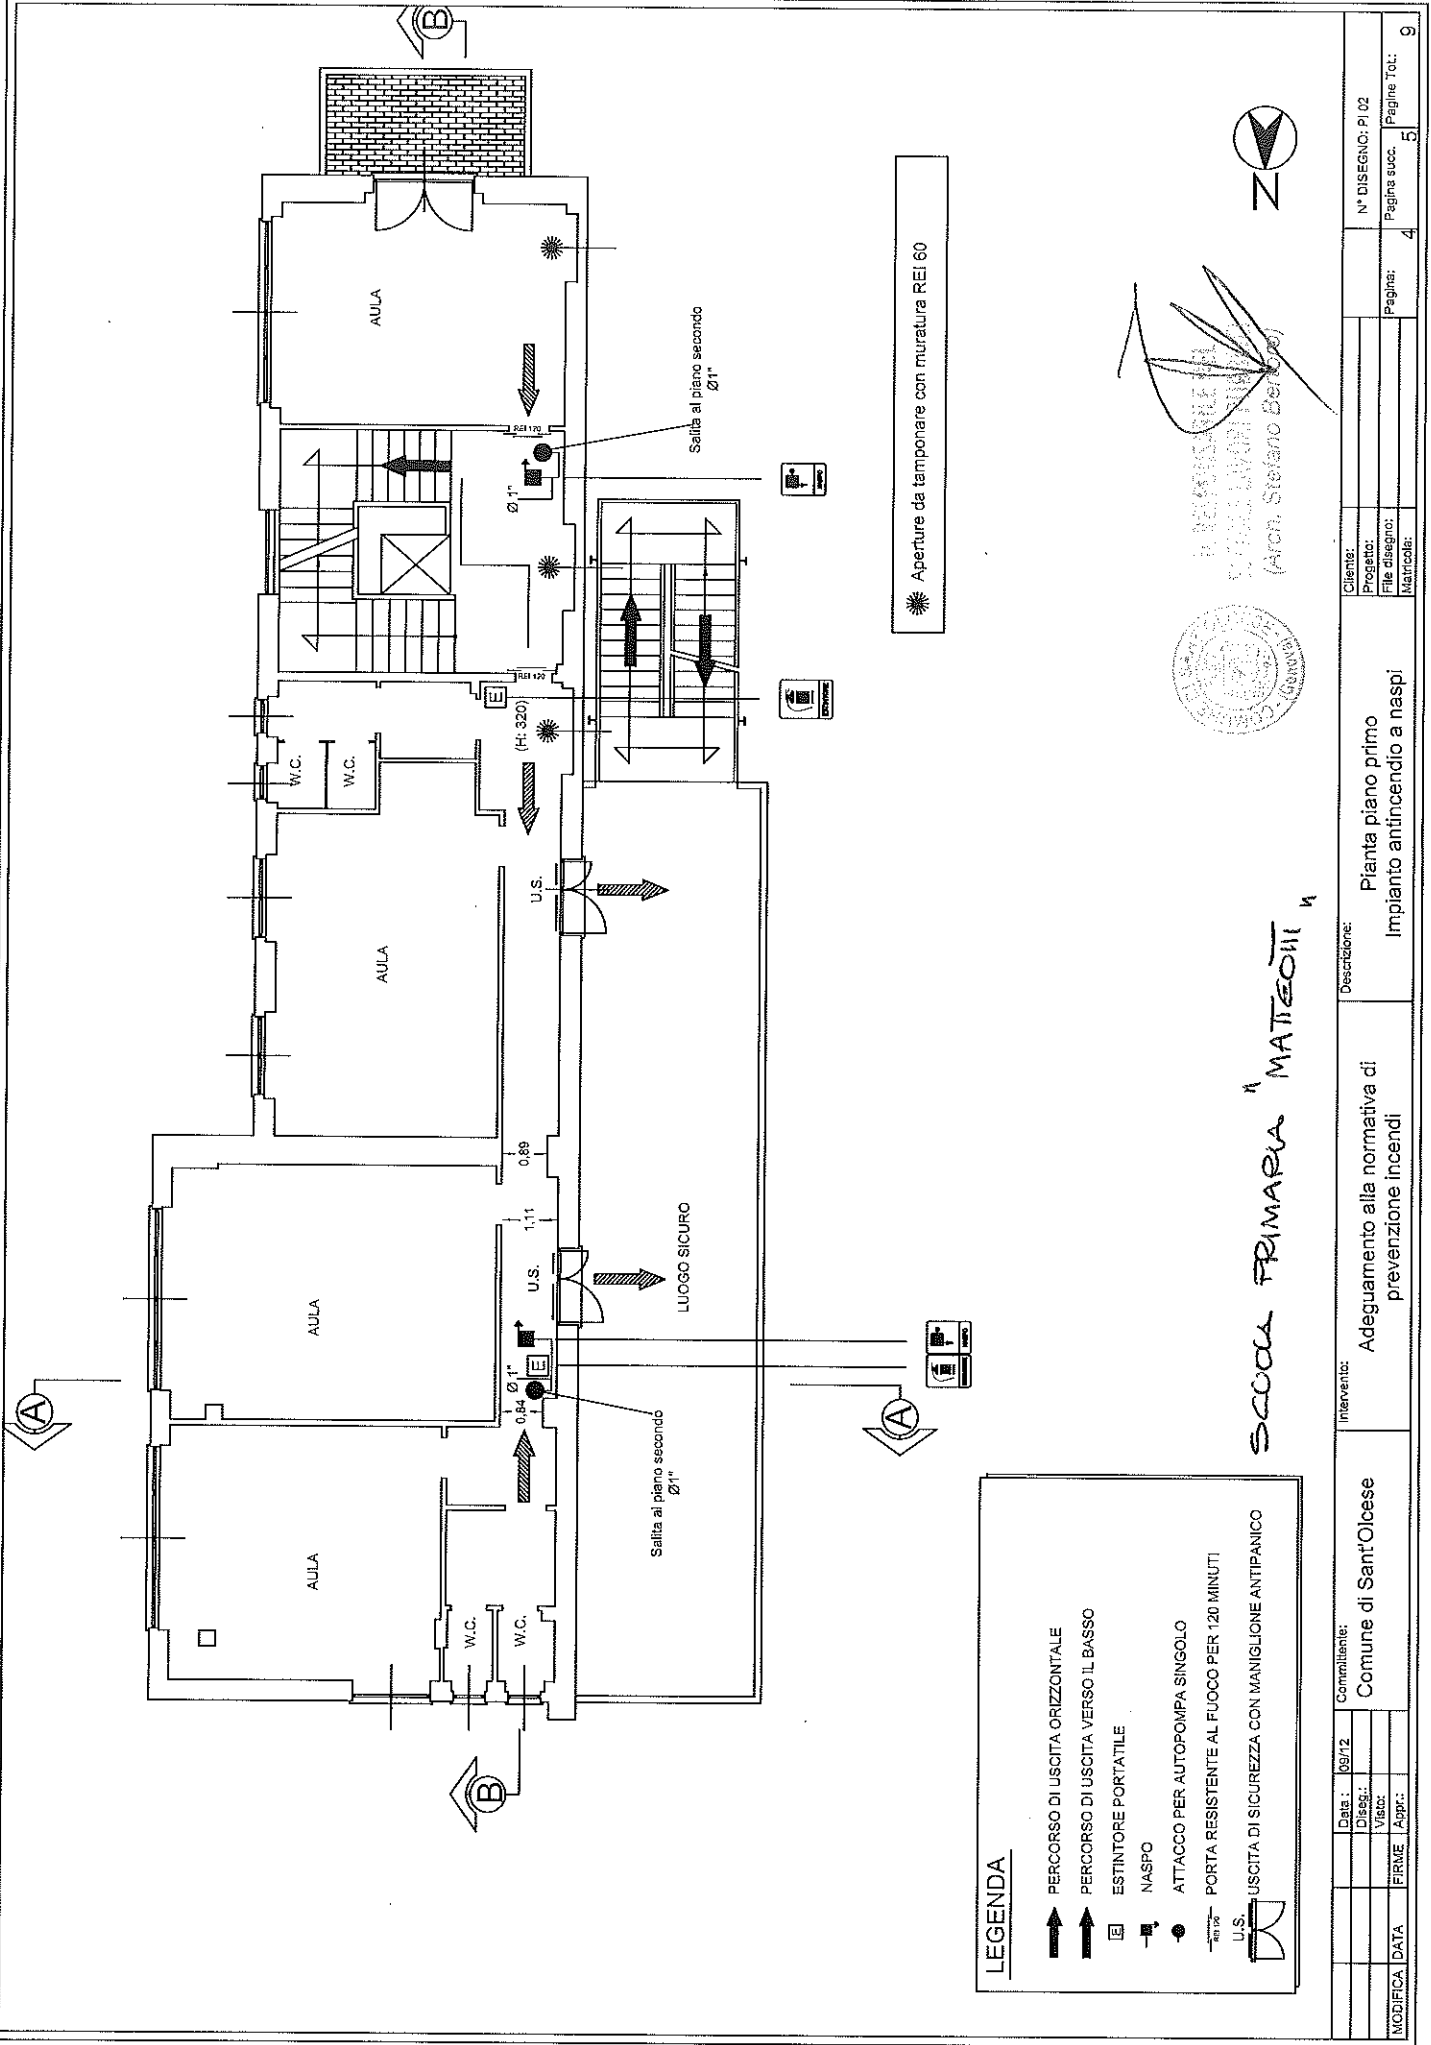 B
AULA
REI 120
Ø 1"
Salita al piano secondo
Ø1"
NASPO
REI 120
E
(H: 320)
ESTINTORE
W.C.
W.C.
AULA
U.S.
0,89
1,11
U.S.
AULA
LUOGO SICURO
E
Ø 1"
0,84
Salita al piano secondo
Ø1"
NASPO
A
A
AULA
W.C.
W.C.
B
Aperture da tamponare con muratura REI 60
N
(Arch. Stefano
SCUOLA PRIMARIA "MATTEOTTI"
LEGENDA
PERCORSO DI USCITA ORIZZONTALE
PERCORSO DI USCITA VERSO IL BASSO
E ESTINTORE PORTATILE
NASPO
ATTACCO PER AUTOPOMPA SINGOLO
REI 120 PORTA RESISTENTE AL FUOCO PER 120 MINUTI
U.S.
USCITA DI SICUREZZA CON MANIGLIONE ANTIPANICO
MODIFICA DATA FIRME
Data: 09/12
Diseg.:
Visto:
Appr.:
Committente:
Comune di Sant'Olcese
Intervento:
Adeguamento alla normativa di
prevenzione incendi
Descrizione:
Pianta piano primo
Impianto antincendio a naspi
Cliente:
Progetto:
File disegno:
Matricola:
N° DISEGNO: PI 02
Pagina: 4
Pagina succ. 5
Pagine Tot.: 9